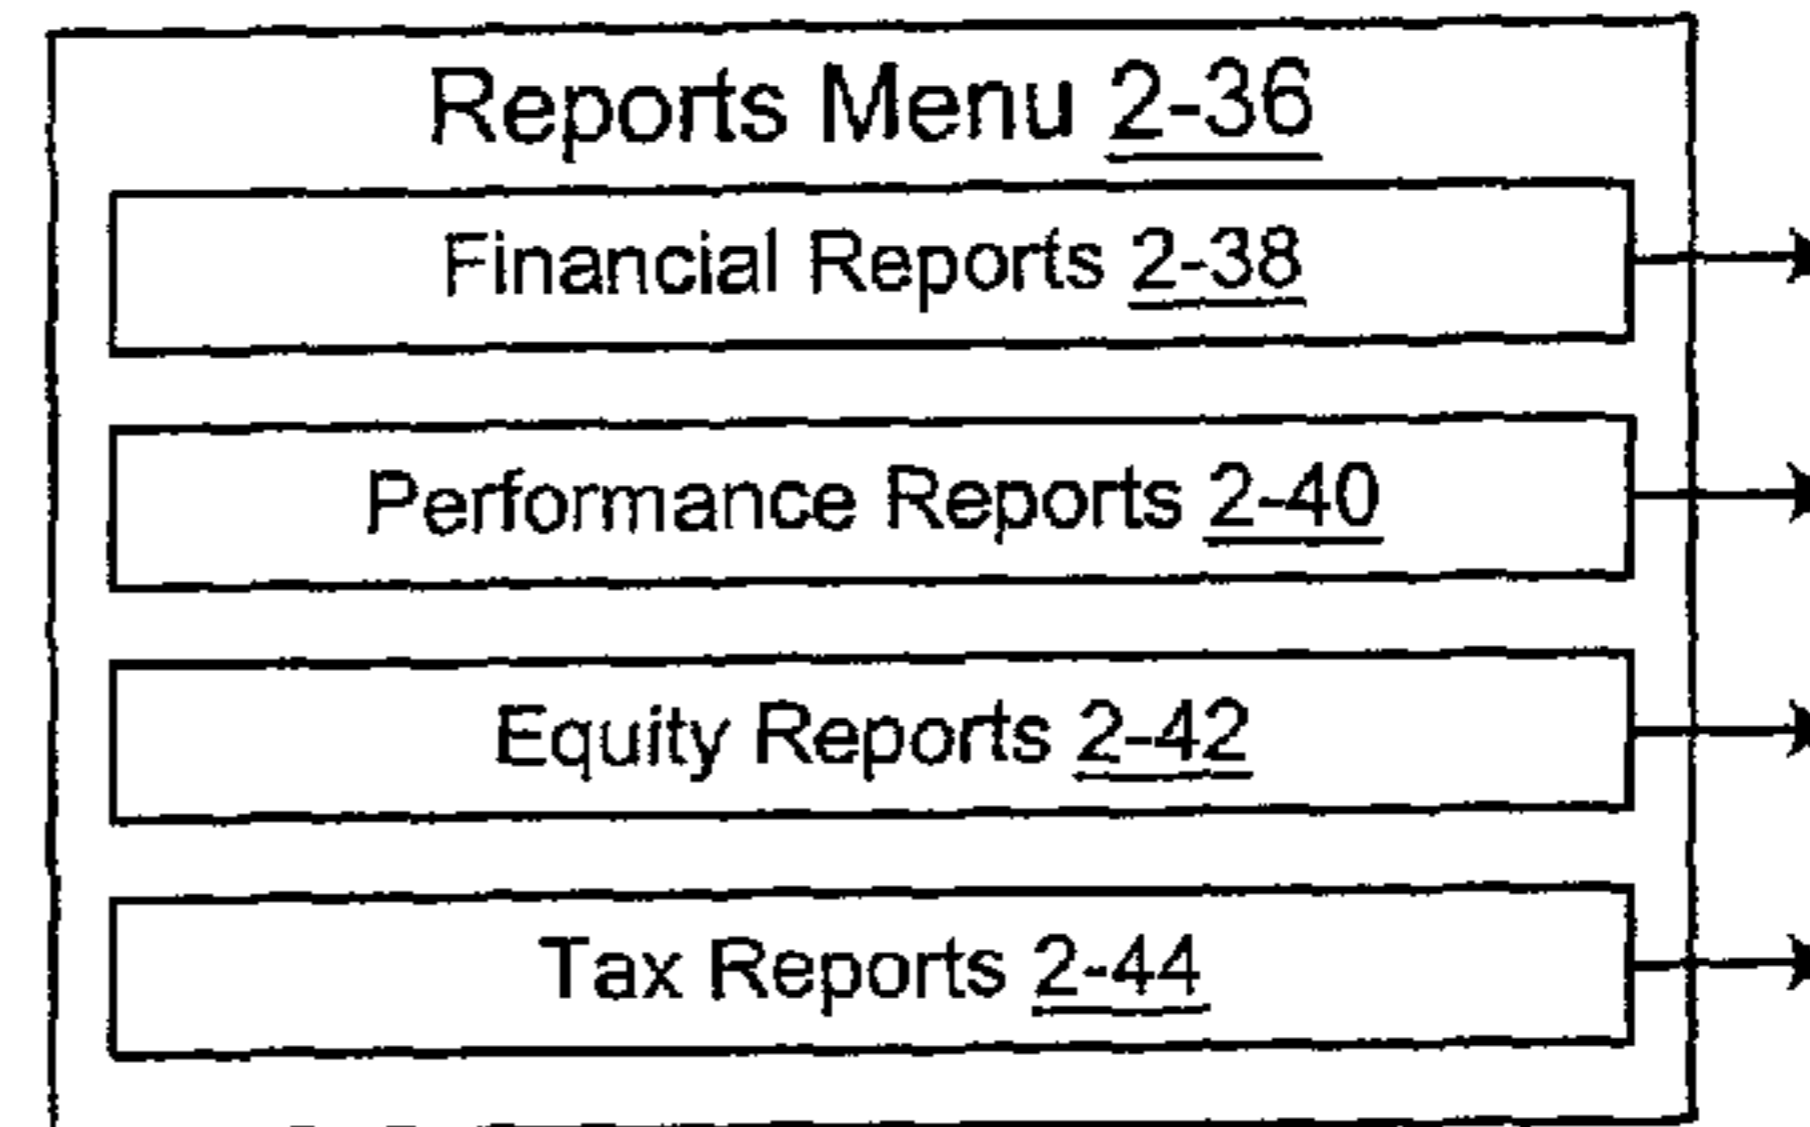 Reports Menu 2-36
Financial Reports 2-38
Performance Reports 2-40
Equity Reports 2-42
Tax Reports 2-44